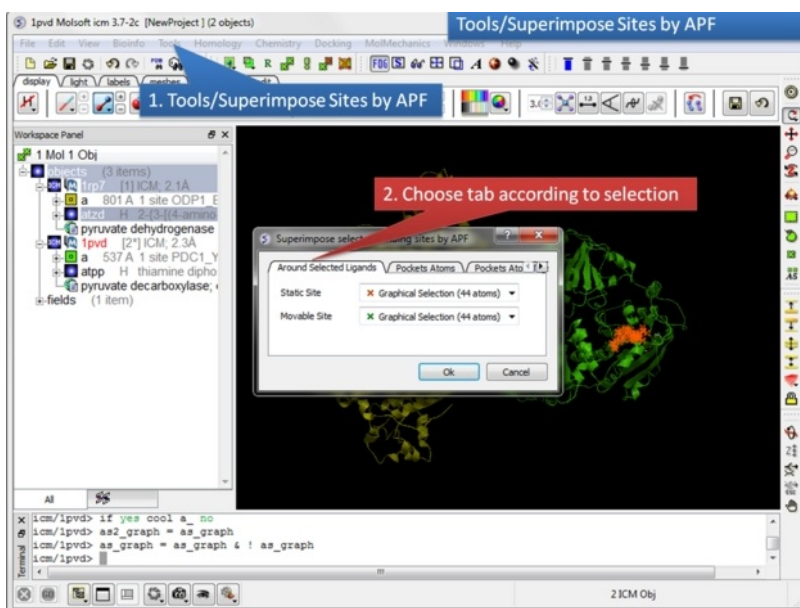 1pvd Molsoft icm 3.7-2c [NewProject ] (2 objects)
Tools/Superimpose Sites by APF
File Edit View Bioinfo Tools Homology Chemistry Docking MolMechanics Windows Help
display light labels meshes
1. Tools/Superimpose Sites by APF
Workspace Panel
1 Mol 1 Obj
objects (3 items)
1rp7 [1] ICM; 2.1Å
a 801 A 1 site ODP1_E
atzd H 2-{3-[(4-amino
pyruvate dehydrogenase
1pvd [2*] ICM; 2.3Å
a 537 A 1 site PDC1_Y
atpp H thiamine dipho
pyruvate decarboxylase;
fields (1 item)
2. Choose tab according to selection
Superimpose selec sites by APF
Around Selected Ligands Pockets Atoms Pockets Ato
Static Site Graphical Selection (44 atoms)
Movable Site Graphical Selection (44 atoms)
Ok Cancel
All
Terminal
icm/1pvd> if yes cool a_ no
icm/1pvd> as2_graph = as_graph
icm/1pvd> as_graph = as_graph & ! as_graph
icm/1pvd>
2 ICM Obj